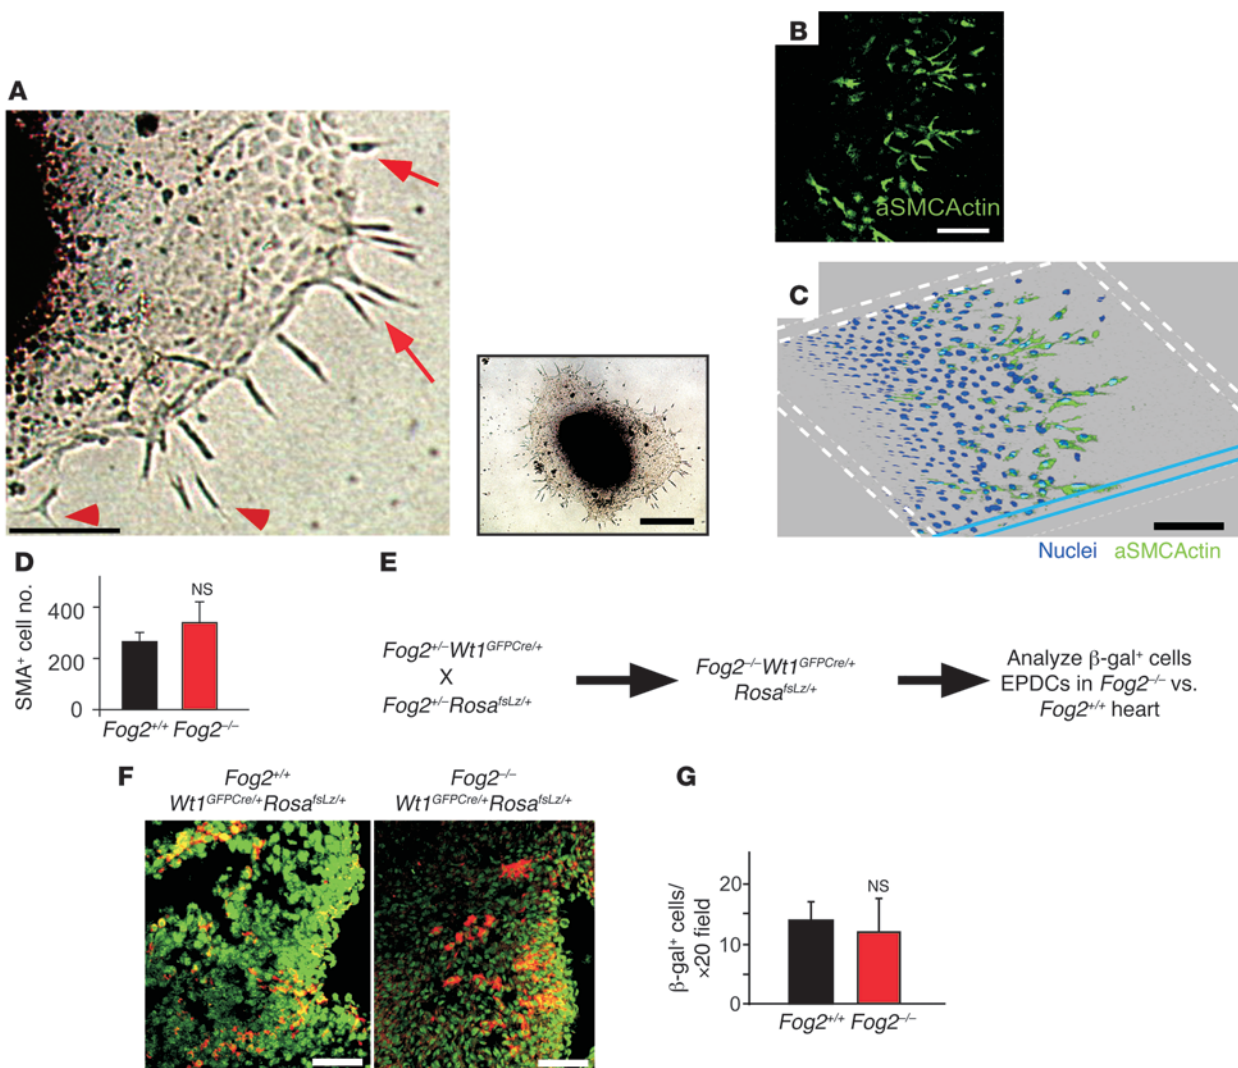 A
B
aSMCActin
C
Nuclei aSMCActin
D
SMA⁺ cell no.
400
200
0
NS
Fog2⁺/⁺ Fog2⁻/⁻
E
Fog2⁺/⁻Wt1ᴳᶠᴾᶜʳᵉ/⁺
X
Fog2⁺/⁻Rosaᶠˢᴸᶻ/⁺
Fog2⁻/⁻Wt1ᴳᶠᴾᶜʳᵉ/⁺
Rosaᶠˢᴸᶻ/⁺
Analyze β-gal⁺ cells
EPDCs in Fog2⁻/⁻ vs.
Fog2⁺/⁺ heart
F
Fog2⁺/⁺
Wt1ᴳᶠᴾᶜʳᵉ/⁺Rosaᶠˢᴸᶻ/⁺
Fog2⁻/⁻
Wt1ᴳᶠᴾᶜʳᵉ/⁺Rosaᶠˢᴸᶻ/⁺
G
β-gal⁺ cells/
×20 field
20
10
0
NS
Fog2⁺/⁺ Fog2⁻/⁻